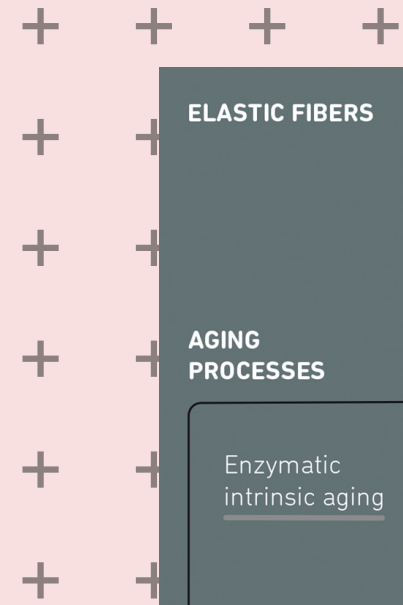 ELASTIC FIBERS
AGING
PROCESSES
Enzymatic
intrinsic aging